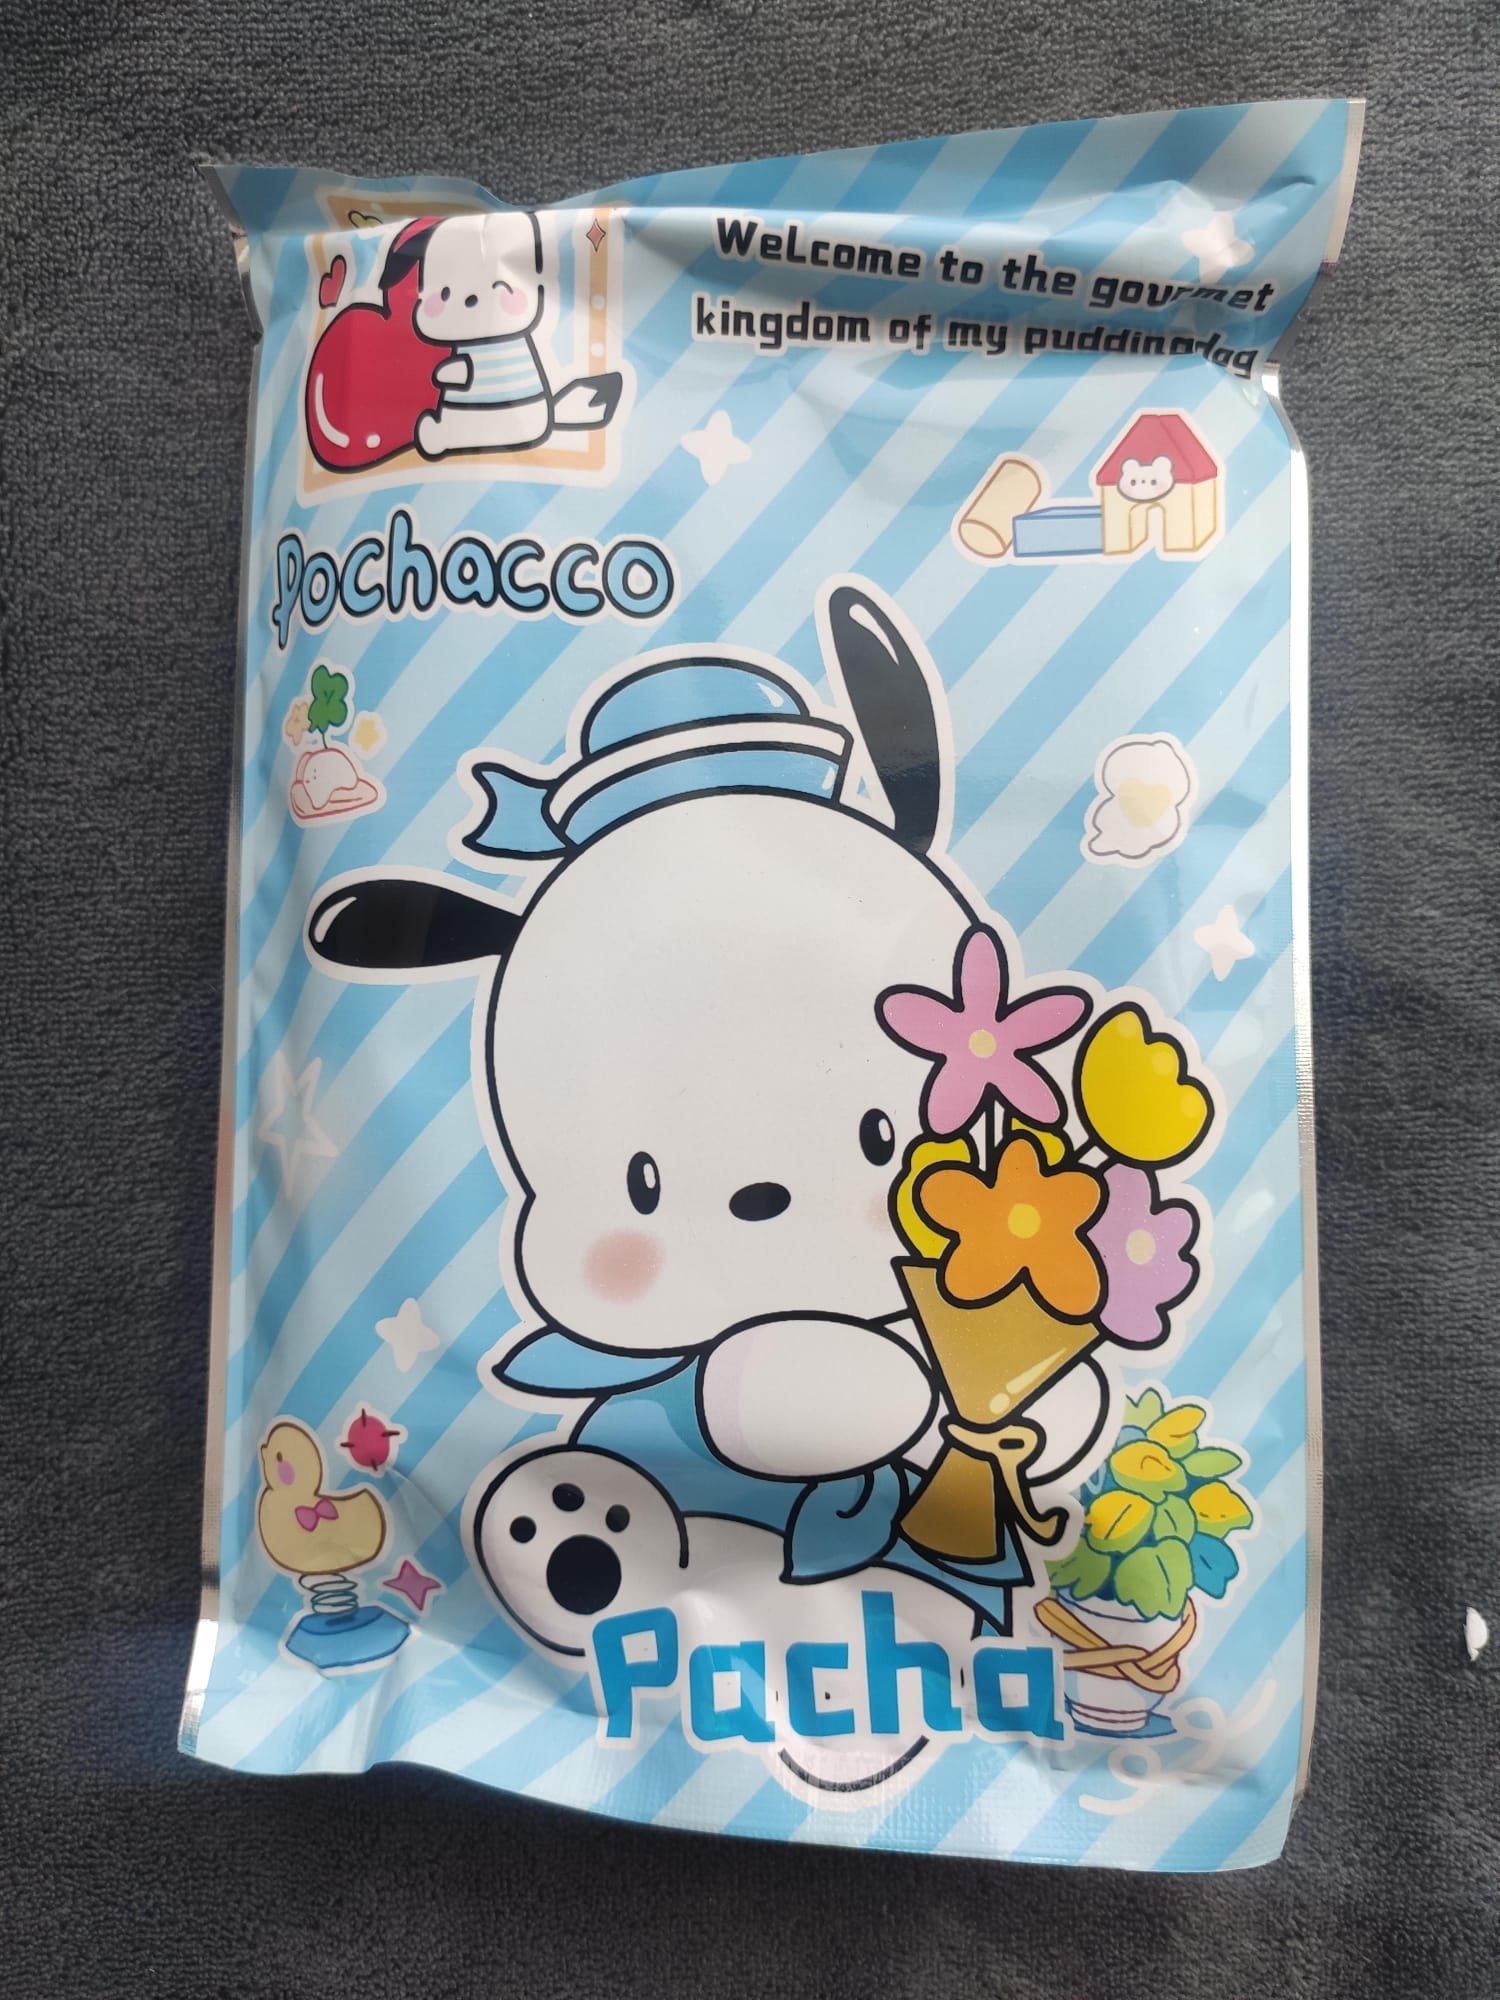 Welcome to the gourmet
kingdom of my puddingdog
Pochacco
Pacha